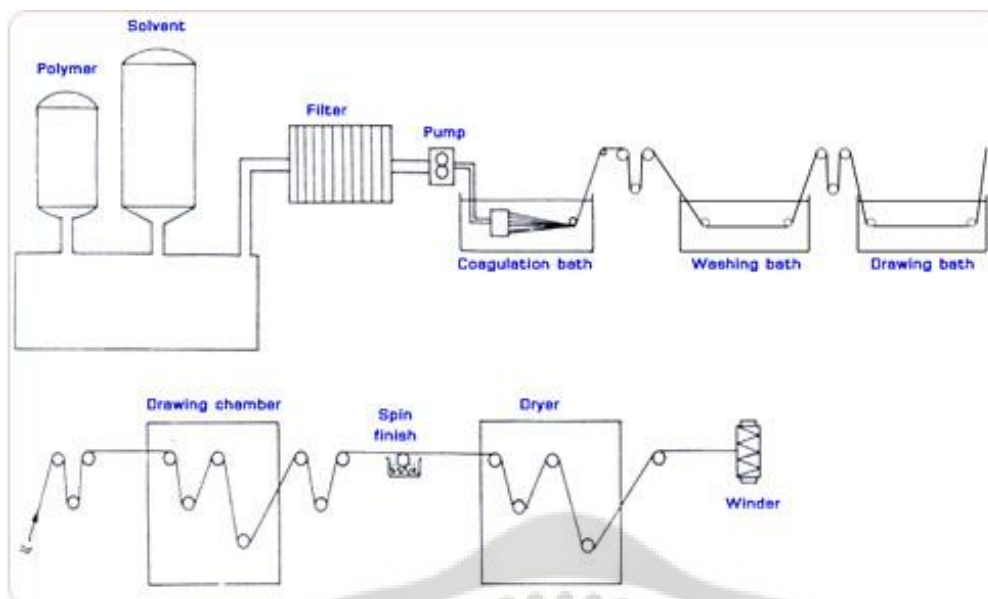 Solvent
Polymer
Filter
Pump
Coagulation bath
Washing bath
Drawing bath
Drawing chamber
Spin
finish
Dryer
Winder